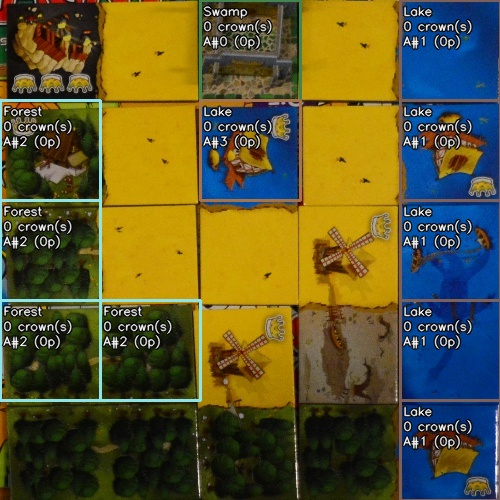 Swamp
0 crown(s)
A#0 (0p)
Lake
0 crown(s)
A#1 (0p)
Forest
0 crown(s)
A#2 (0p)
Lake
0 crown(s)
A#3 (0p)
Lake
0 crown(s)
A#1 (0p)
Forest
0 crown(s)
A#2 (0p)
Lake
0 crown(s)
A#1 (0p)
Forest
0 crown(s)
A#2 (0p)
Forest
0 crown(s)
A#2 (0p)
Lake
0 crown(s)
A#1 (0p)
Lake
0 crown(s)
A#1 (0p)